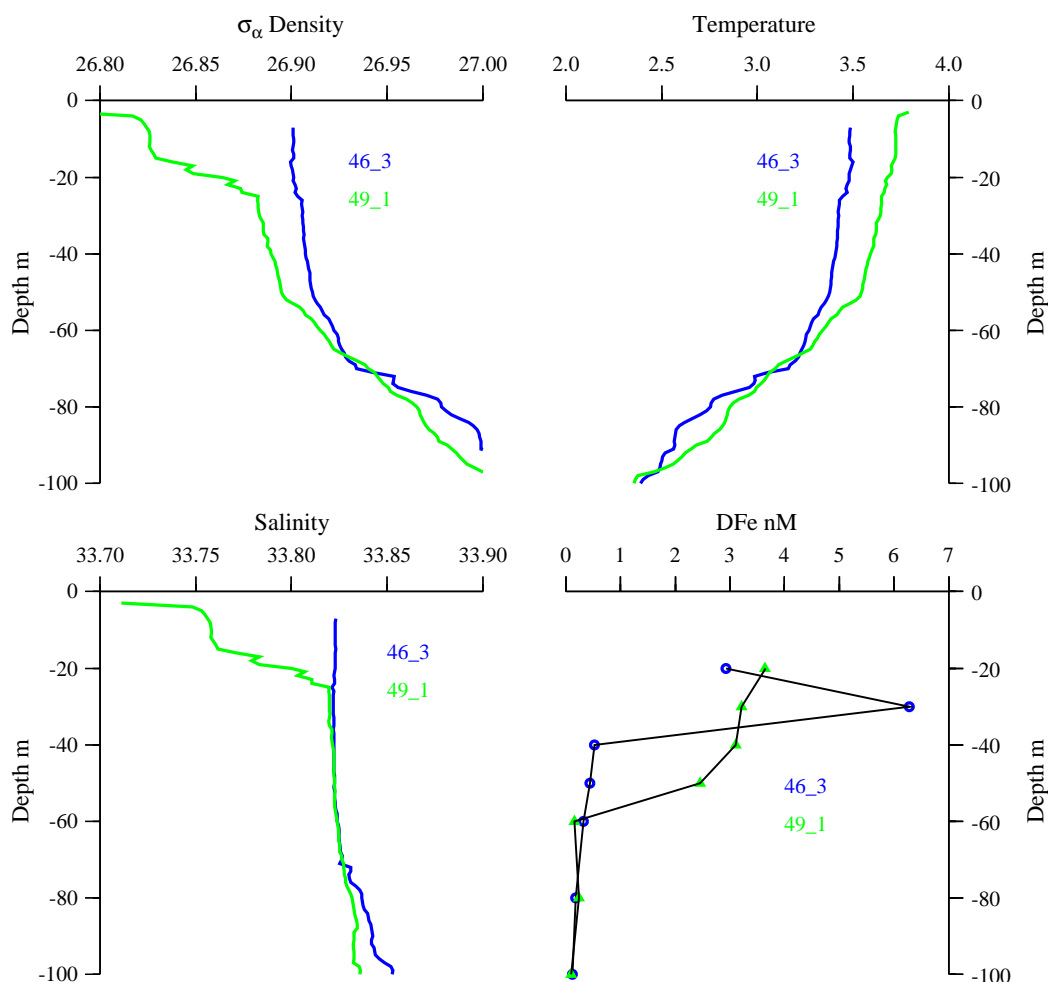 σα Density
Temperature
26.80 26.85 26.90 26.95 27.00
2.0 2.5 3.0 3.5 4.0
0
-20
-40
-60
-80
-100
Depth m
46_3
49_1
46_3
49_1
0
-20
-40
-60
-80
-100
Depth m
Salinity
DFe nM
33.70 33.75 33.80 33.85 33.90
0 1 2 3 4 5 6 7
0
-20
-40
-60
-80
-100
Depth m
46_3
49_1
46_3
49_1
0
-20
-40
-60
-80
-100
Depth m